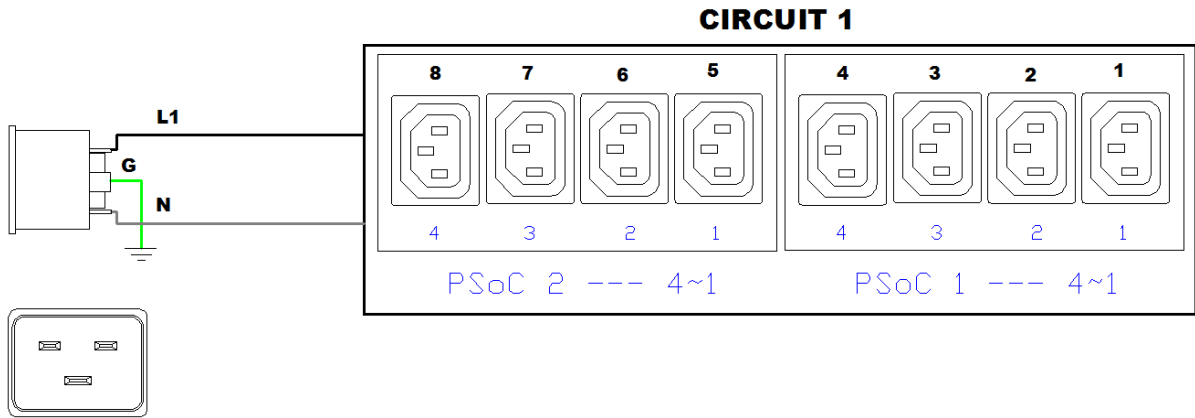 CIRCUIT 1
8 7 6 5 4 3 2 1
L1
G
N
4 3 2 1 4 3 2 1
PSoC 2 --- 4~1 PSoC 1 --- 4~1